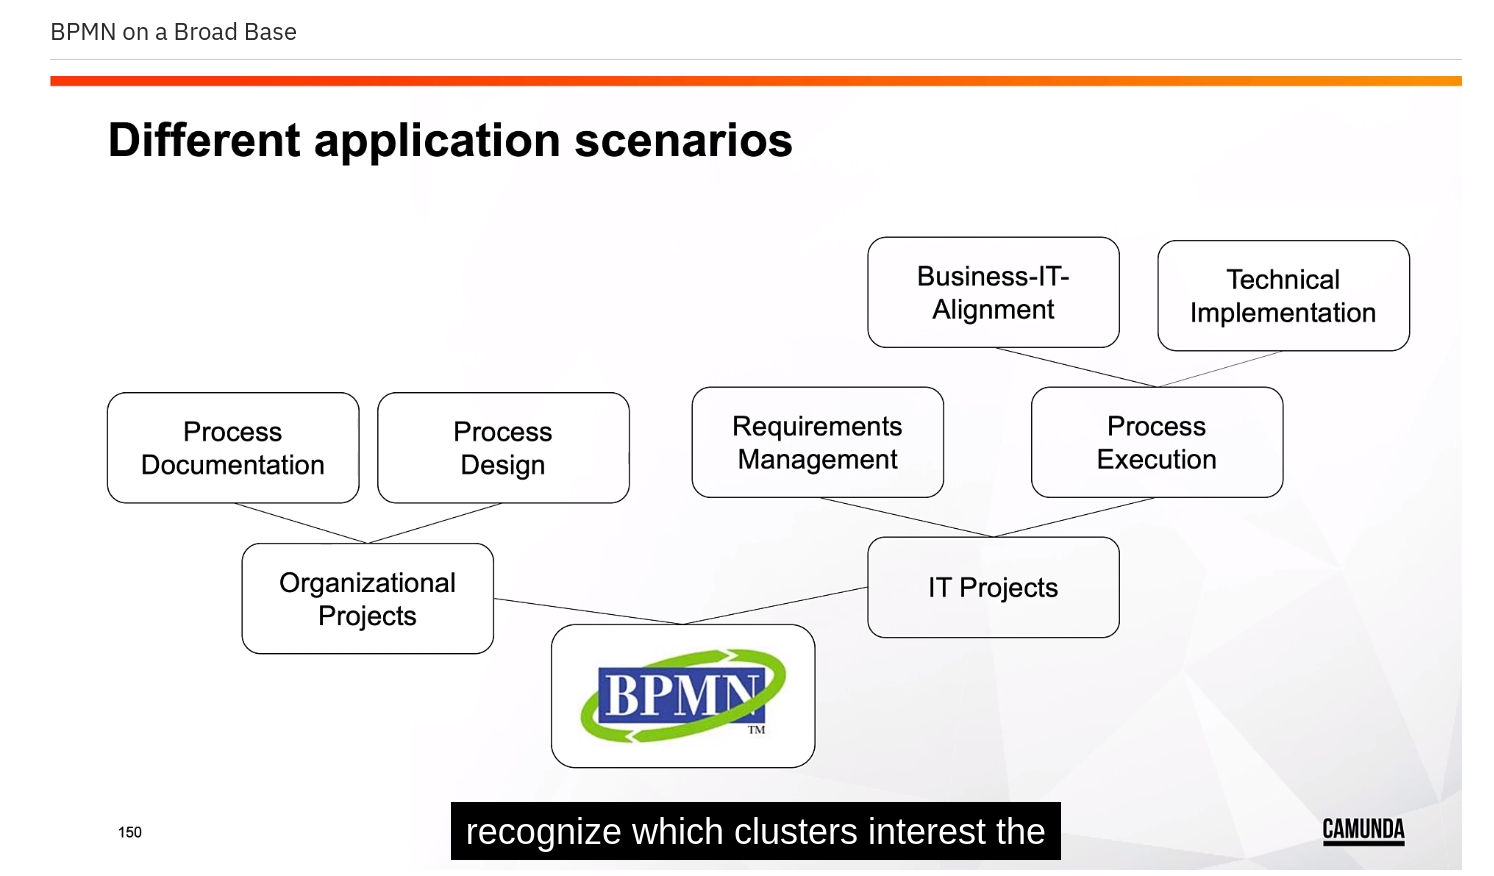 BPMN on a Broad Base
Different application scenarios
Business-IT-
Alignment
Technical
Implementation
Process
Documentation
Process
Design
Requirements
Management
Process
Execution
Organizational
Projects
IT Projects
BPMN
TM
150
recognize which clusters interest the
CAMUNDA